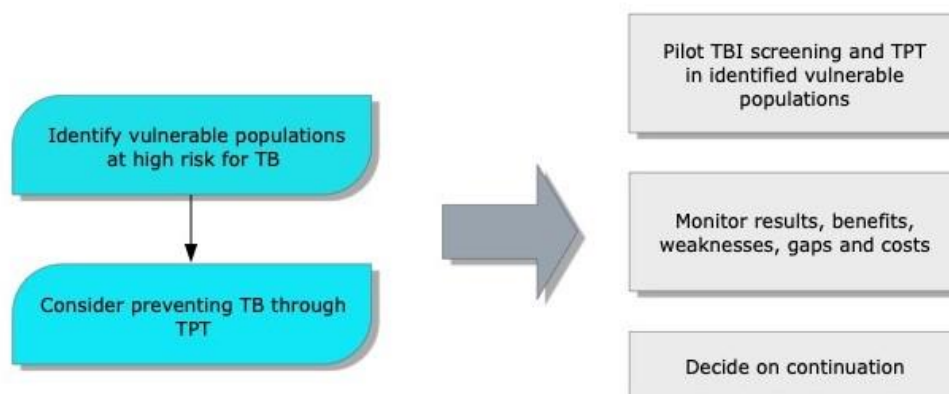 Identify vulnerable populations
at high risk for TB
Consider preventing TB through
TPT
Pilot TBI screening and TPT
in identified vulnerable
populations
Monitor results, benefits,
weaknesses, gaps and costs
Decide on continuation